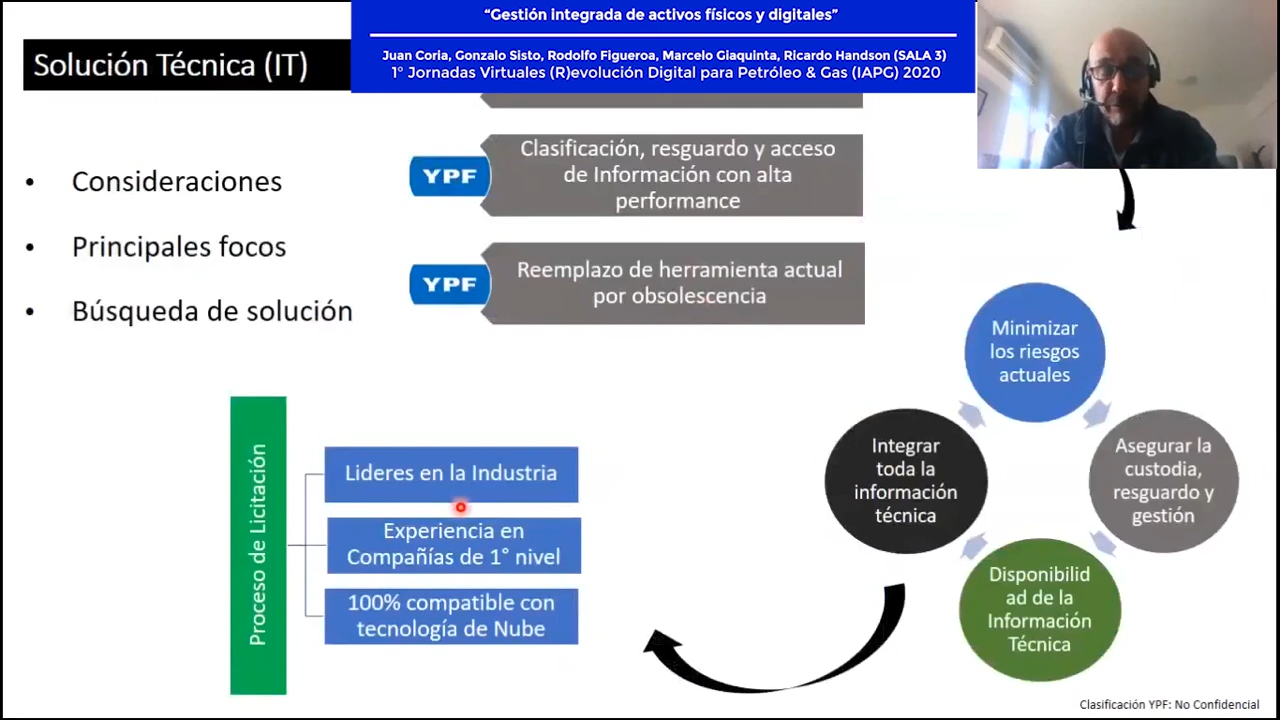 “Gestión integrada de activos físicos y digitales”
Juan Coria, Gonzalo Sisto, Rodolfo Figueroa, Marcelo Giaquinta, Ricardo Handson (SALA 3)
1° Jornadas Virtuales (R)evolución Digital para Petróleo & Gas (IAPG) 2020
Solución Técnica (IT)
• Consideraciones
• Principales focos
• Búsqueda de solución
YPF
Clasificación, resguardo y acceso
de Información con alta
performance
YPF
Reemplazo de herramienta actual
por obsolescencia
Minimizar
los riesgos
actuales
Asegurar la
custodia,
resguardo y
gestión
Disponibilid
ad de la
Información
Técnica
Integrar
toda la
información
técnica
Proceso de Licitación
Lideres en la Industria
Experiencia en
Compañías de 1° nivel
100% compatible con
tecnología de Nube
Clasificación YPF: No Confidencial